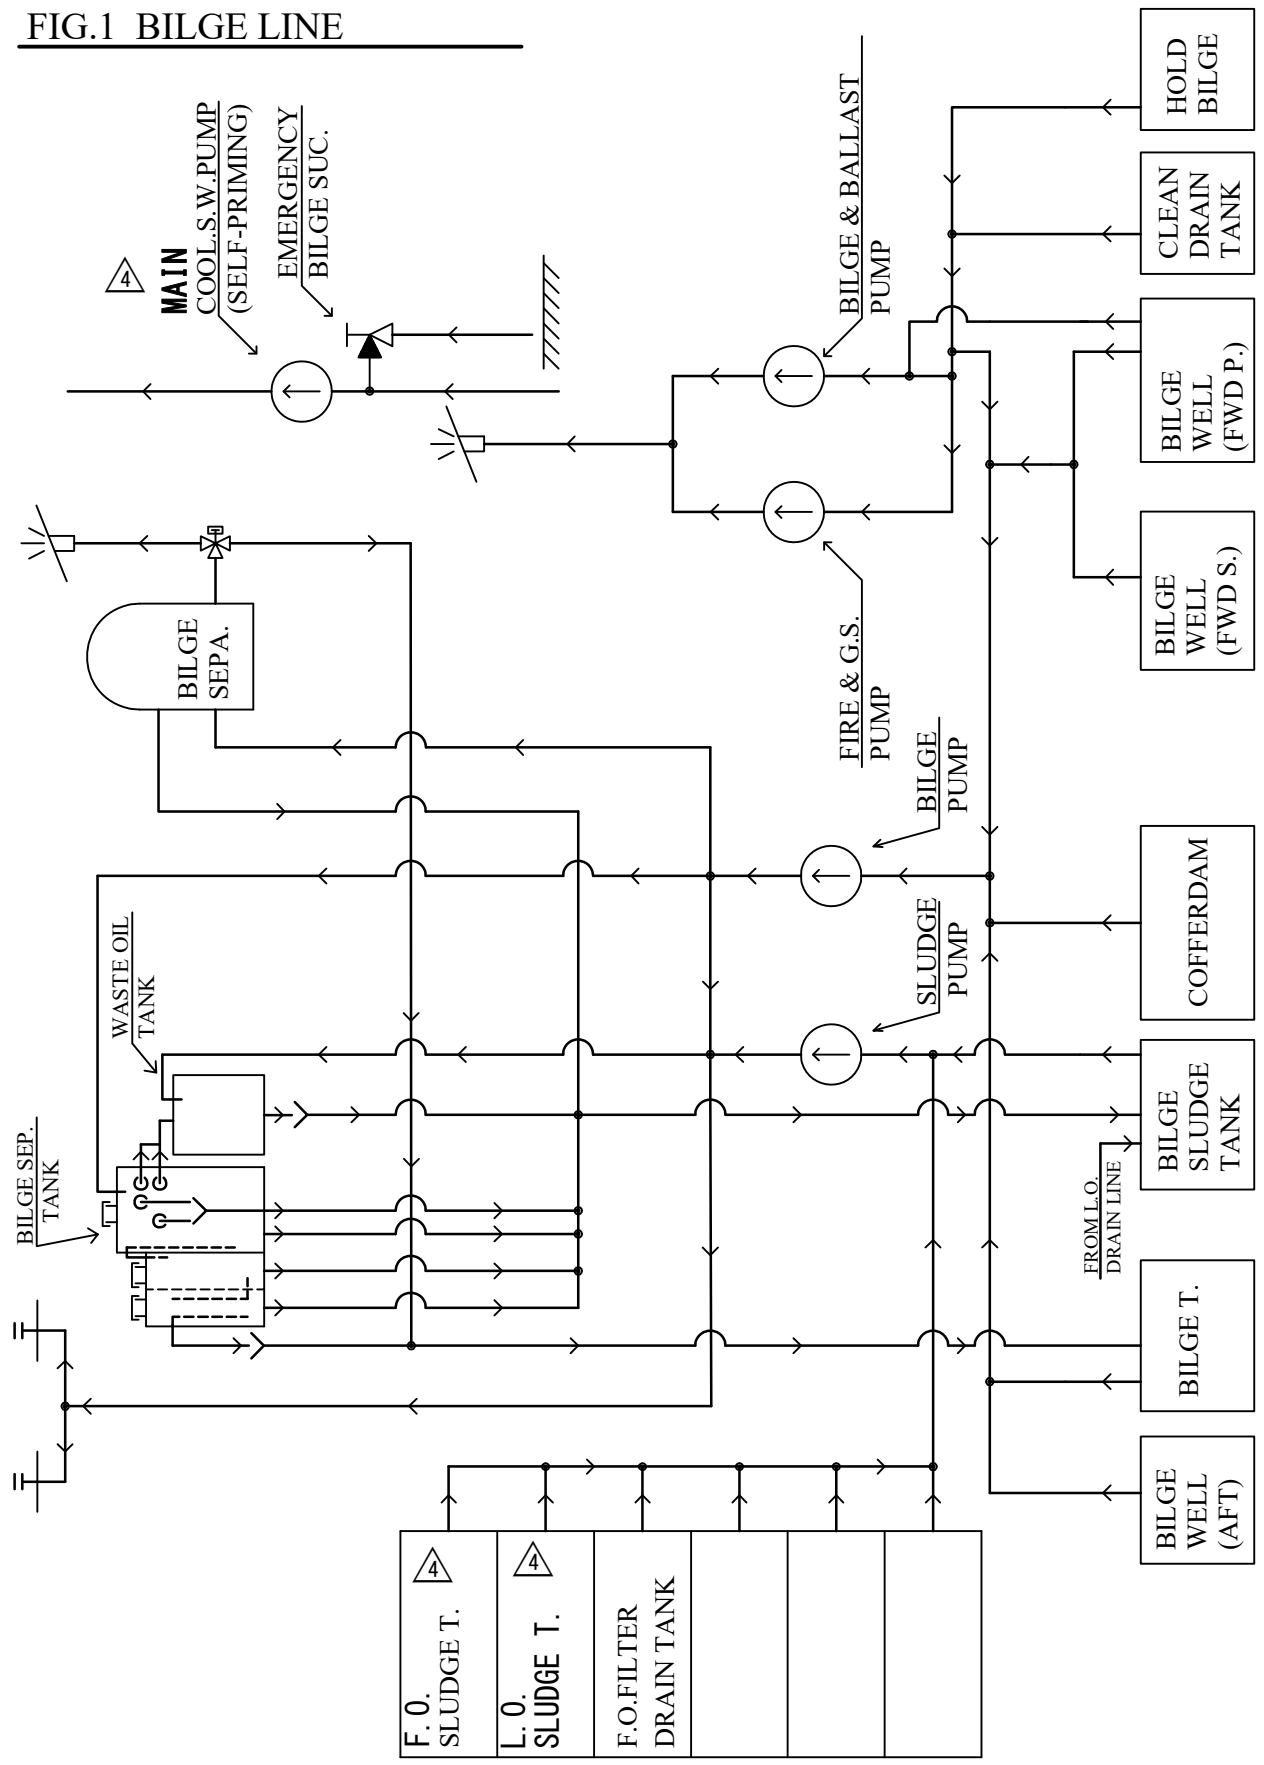 FIG.1 BILGE LINE
4
MAIN
COOL.S.W.PUMP
(SELF-PRIMING)
EMERGENCY
BILGE SUC.
BILGE & BALLAST
PUMP
HOLD
BILGE
CLEAN
DRAIN
TANK
BILGE
WELL
(FWD P.)
BILGE
WELL
(FWD S.)
BILGE
SEPA.
FIRE & G.S.
PUMP
BILGE
PUMP
SLUDGE
PUMP
COFFERDAM
WASTE OIL
TANK
BILGE SEP.
TANK
BILGE
SLUDGE
TANK
FROM L.O.
DRAIN LINE
BILGE T.
BILGE
WELL
(AFT)
4
F.O.
SLUDGE T.
4
L.O.
SLUDGE T.
F.O.FILTER
DRAIN TANK